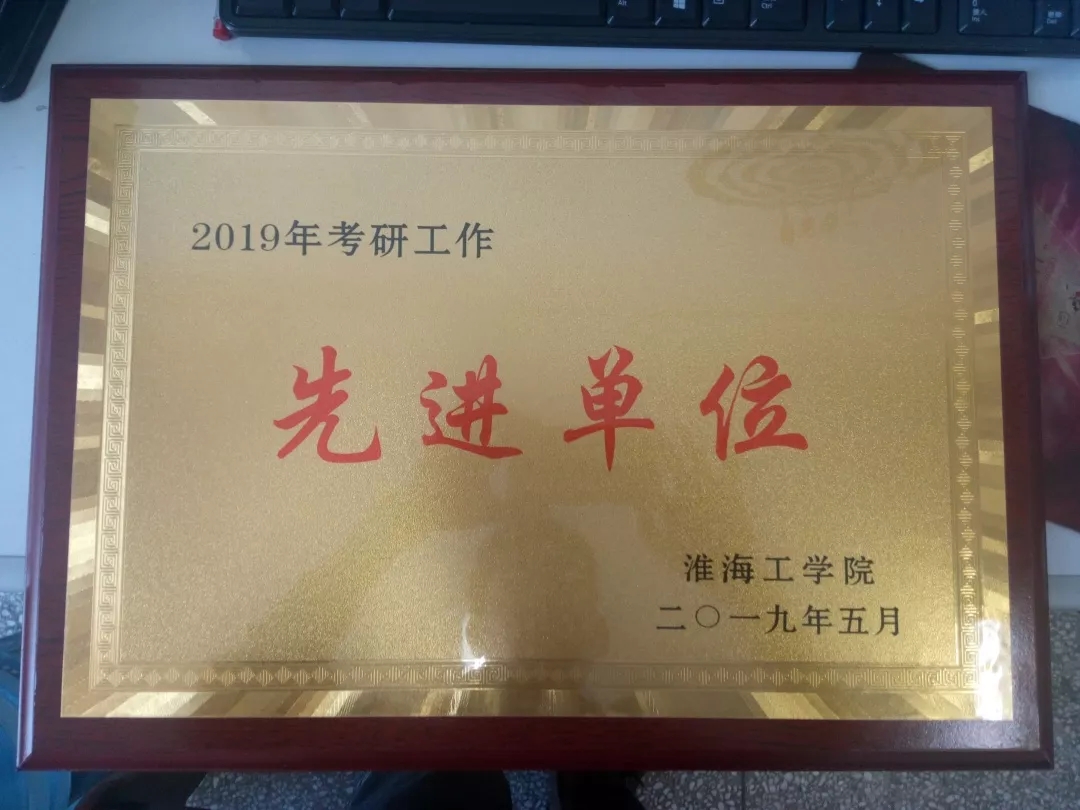 2019年考研工作
先进单位
淮海工学院
二〇一九年五月